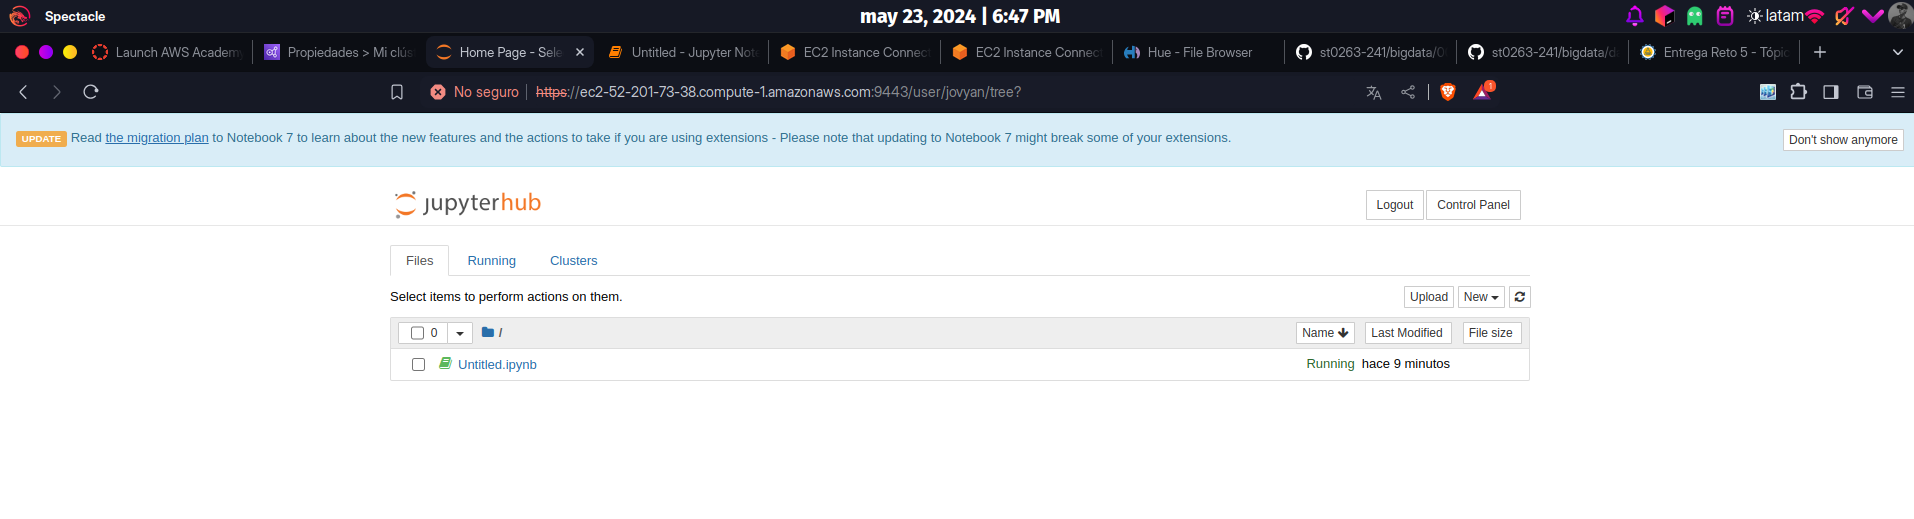 Spectacle
may 23, 2024 | 6:47 PM
latam
Launch AWS Academy
Propiedades > Mi clús
Home Page - Sele
Untitled - Jupyter Not
EC2 Instance Connect
EC2 Instance Connect
Hue - File Browser
st0263-241/bigdata/0
st0263-241/bigdata/d
Entrega Reto 5 - Tópic
No seguro
https://ec2-52-201-73-38.compute-1.amazonaws.com:9443/user/jovyan/tree?
1
UPDATE Read the migration plan to Notebook 7 to learn about the new features and the actions to take if you are using extensions - Please note that updating to Notebook 7 might break some of your extensions.
Don't show anymore
jupyterhub
Logout
Control Panel
Files
Running
Clusters
Select items to perform actions on them.
Upload
New
0
/
Name
Last Modified
File size
Untitled.ipynb
Running
hace 9 minutos